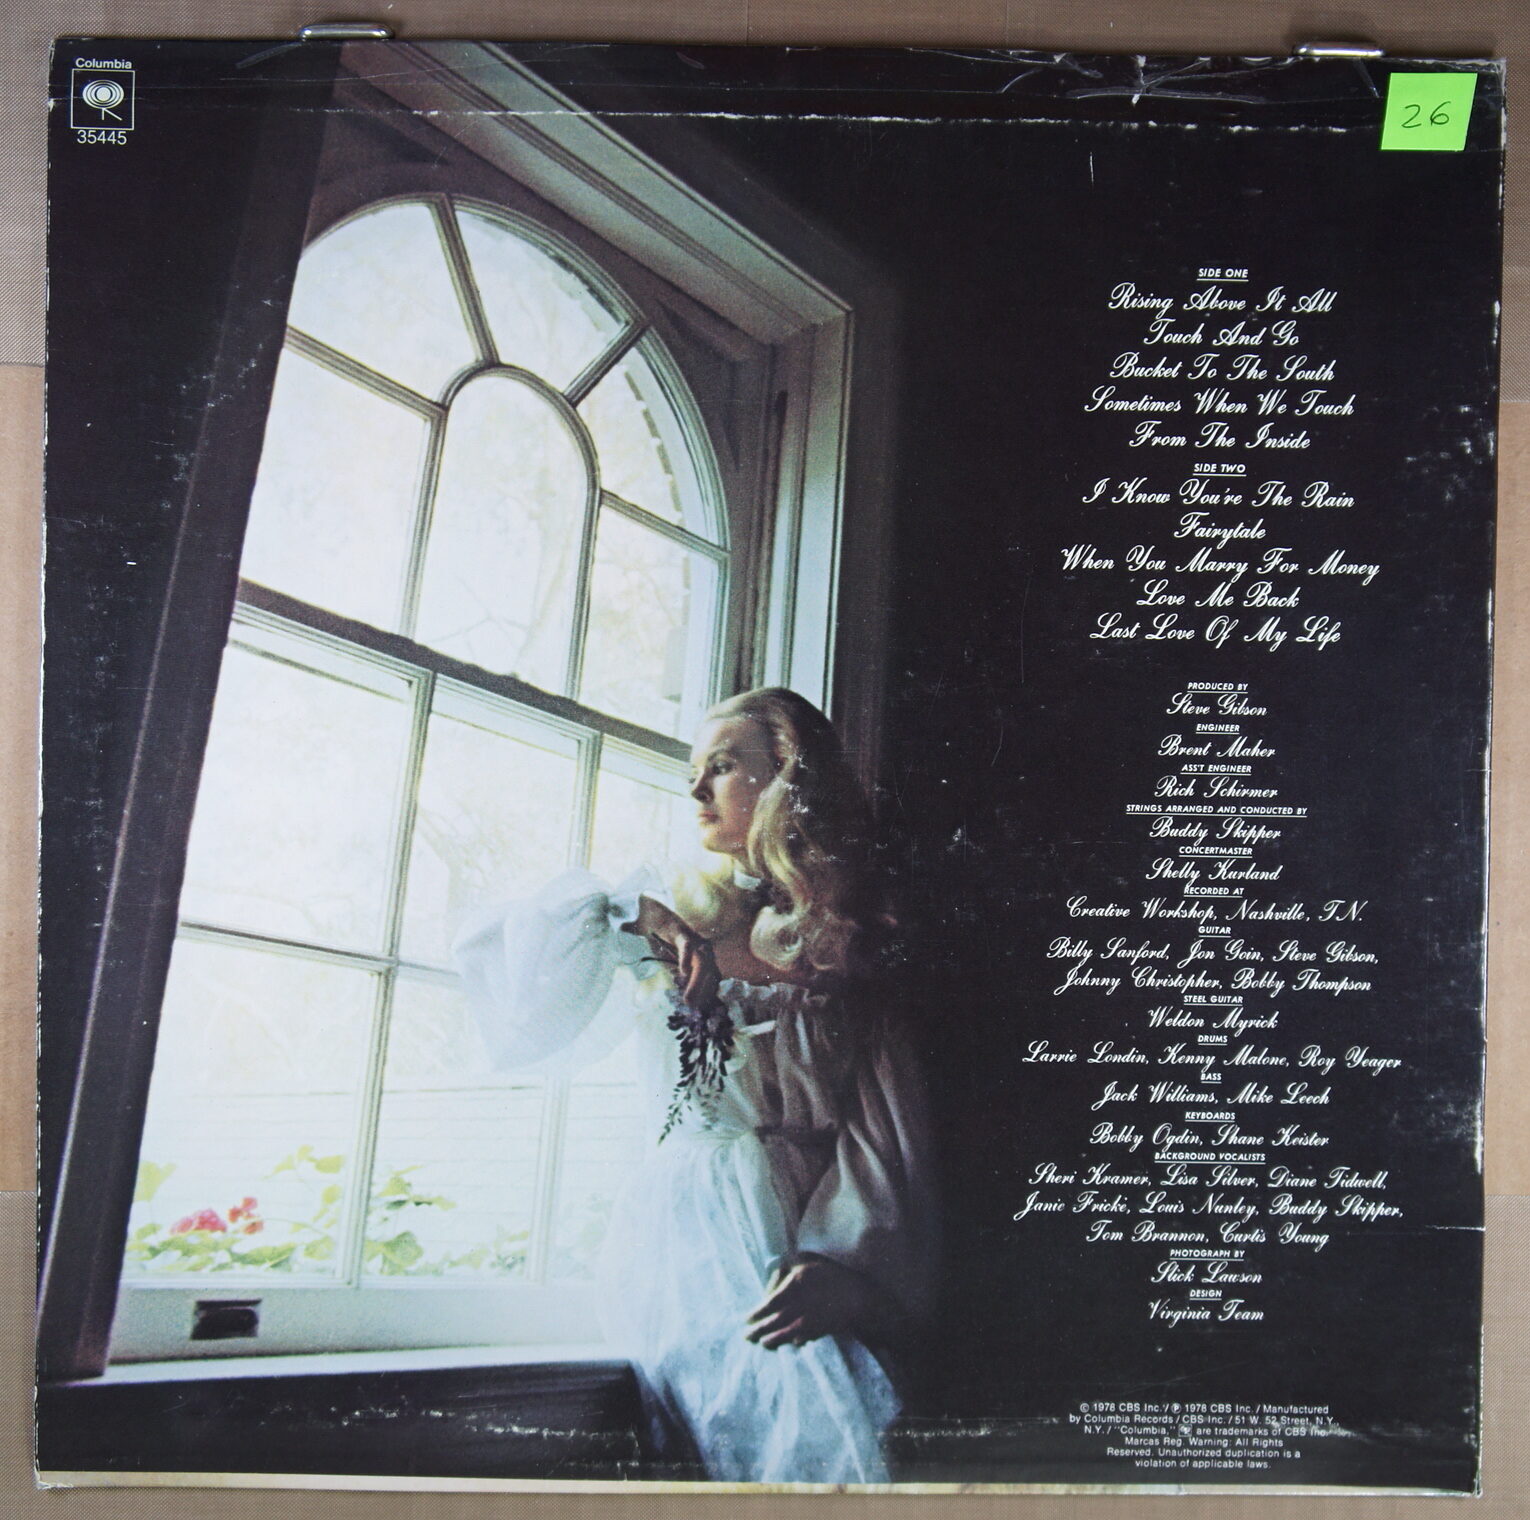 Columbia
35445
26
SIDE ONE
Rising Above It All
Touch And Go
Bucket To The South
Sometimes When We Touch
From The Inside
SIDE TWO
I Know You're The Rain
Fairytale
When You Marry For Money
Love Me Back
Last Love Of My Life
PRODUCED BY
Steve Gibson
ENGINEER
Brent Maher
ASS'T ENGINEER
Rich Schirmer
STRINGS ARRANGED AND CONDUCTED BY
Buddy Skipper
CONCERTMASTER
Shelly Kurland
RECORDED AT
Creative Workshop, Nashville, TN.
GUITAR
Billy Sanford, Jon Goin, Steve Gibson,
Johnny Christopher, Bobby Thompson
STEEL GUITAR
Weldon Myrick
DRUMS
Larrie Londin, Kenny Malone, Roy Yeager
BASS
Jack Williams, Mike Leech
KEYBOARDS
Bobby Ogdin, Shane Keister
BACKGROUND VOCALISTS
Sheri Kramer, Lisa Silver, Diane Tidwell,
Janie Fricke, Louis Nunley, Buddy Skipper,
Tom Brannon, Curtis Young
PHOTOGRAPH BY
Slick Lawson
DESIGN
Virginia Team
© 1978 CBS Inc./ ℗ 1978 CBS Inc. / Manufactured
by Columbia Records / CBS Inc. / 51 W. 52 Street, N.Y.,
N.Y. / "Columbia," are trademarks of CBS Inc.
Marcas Reg. Warning: All Rights
Reserved. Unauthorized duplication is a
violation of applicable laws.